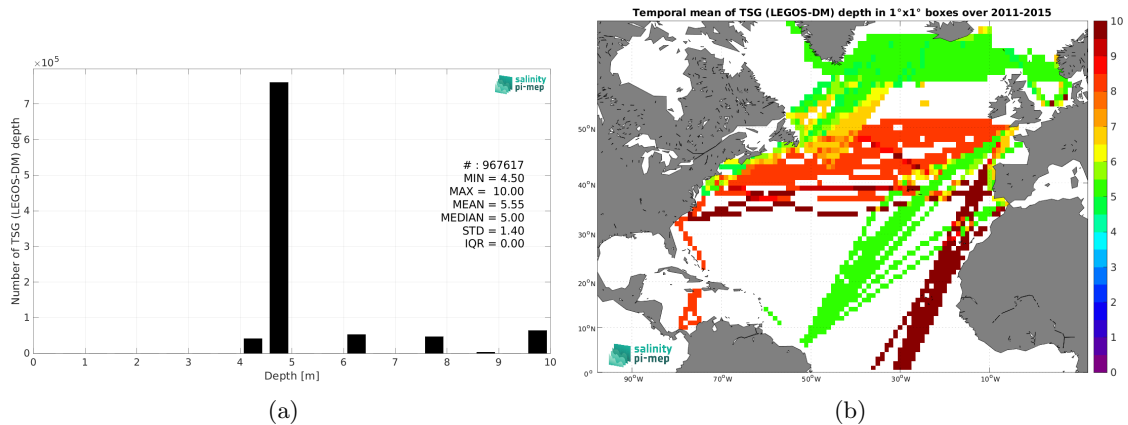 ×10⁵
7
6
5
4
3
2
1
0
Number of TSG (LEGOS-DM) depth
salinity
pi-mep
# : 967617
MIN = 4.50
MAX = 10.00
MEAN = 5.55
MEDIAN = 5.00
STD = 1.40
IQR = 0.00
0 1 2 3 4 5 6 7 8 9 10
Depth [m]
(a)
Temporal mean of TSG (LEGOS-DM) depth in 1°x1° boxes over 2011-2015
50°N
40°N
30°N
20°N
10°N
0°
90°W 70°W 50°W 30°W 10°W
salinity
pi-mep
10
9
8
7
6
5
4
3
2
1
0
(b)